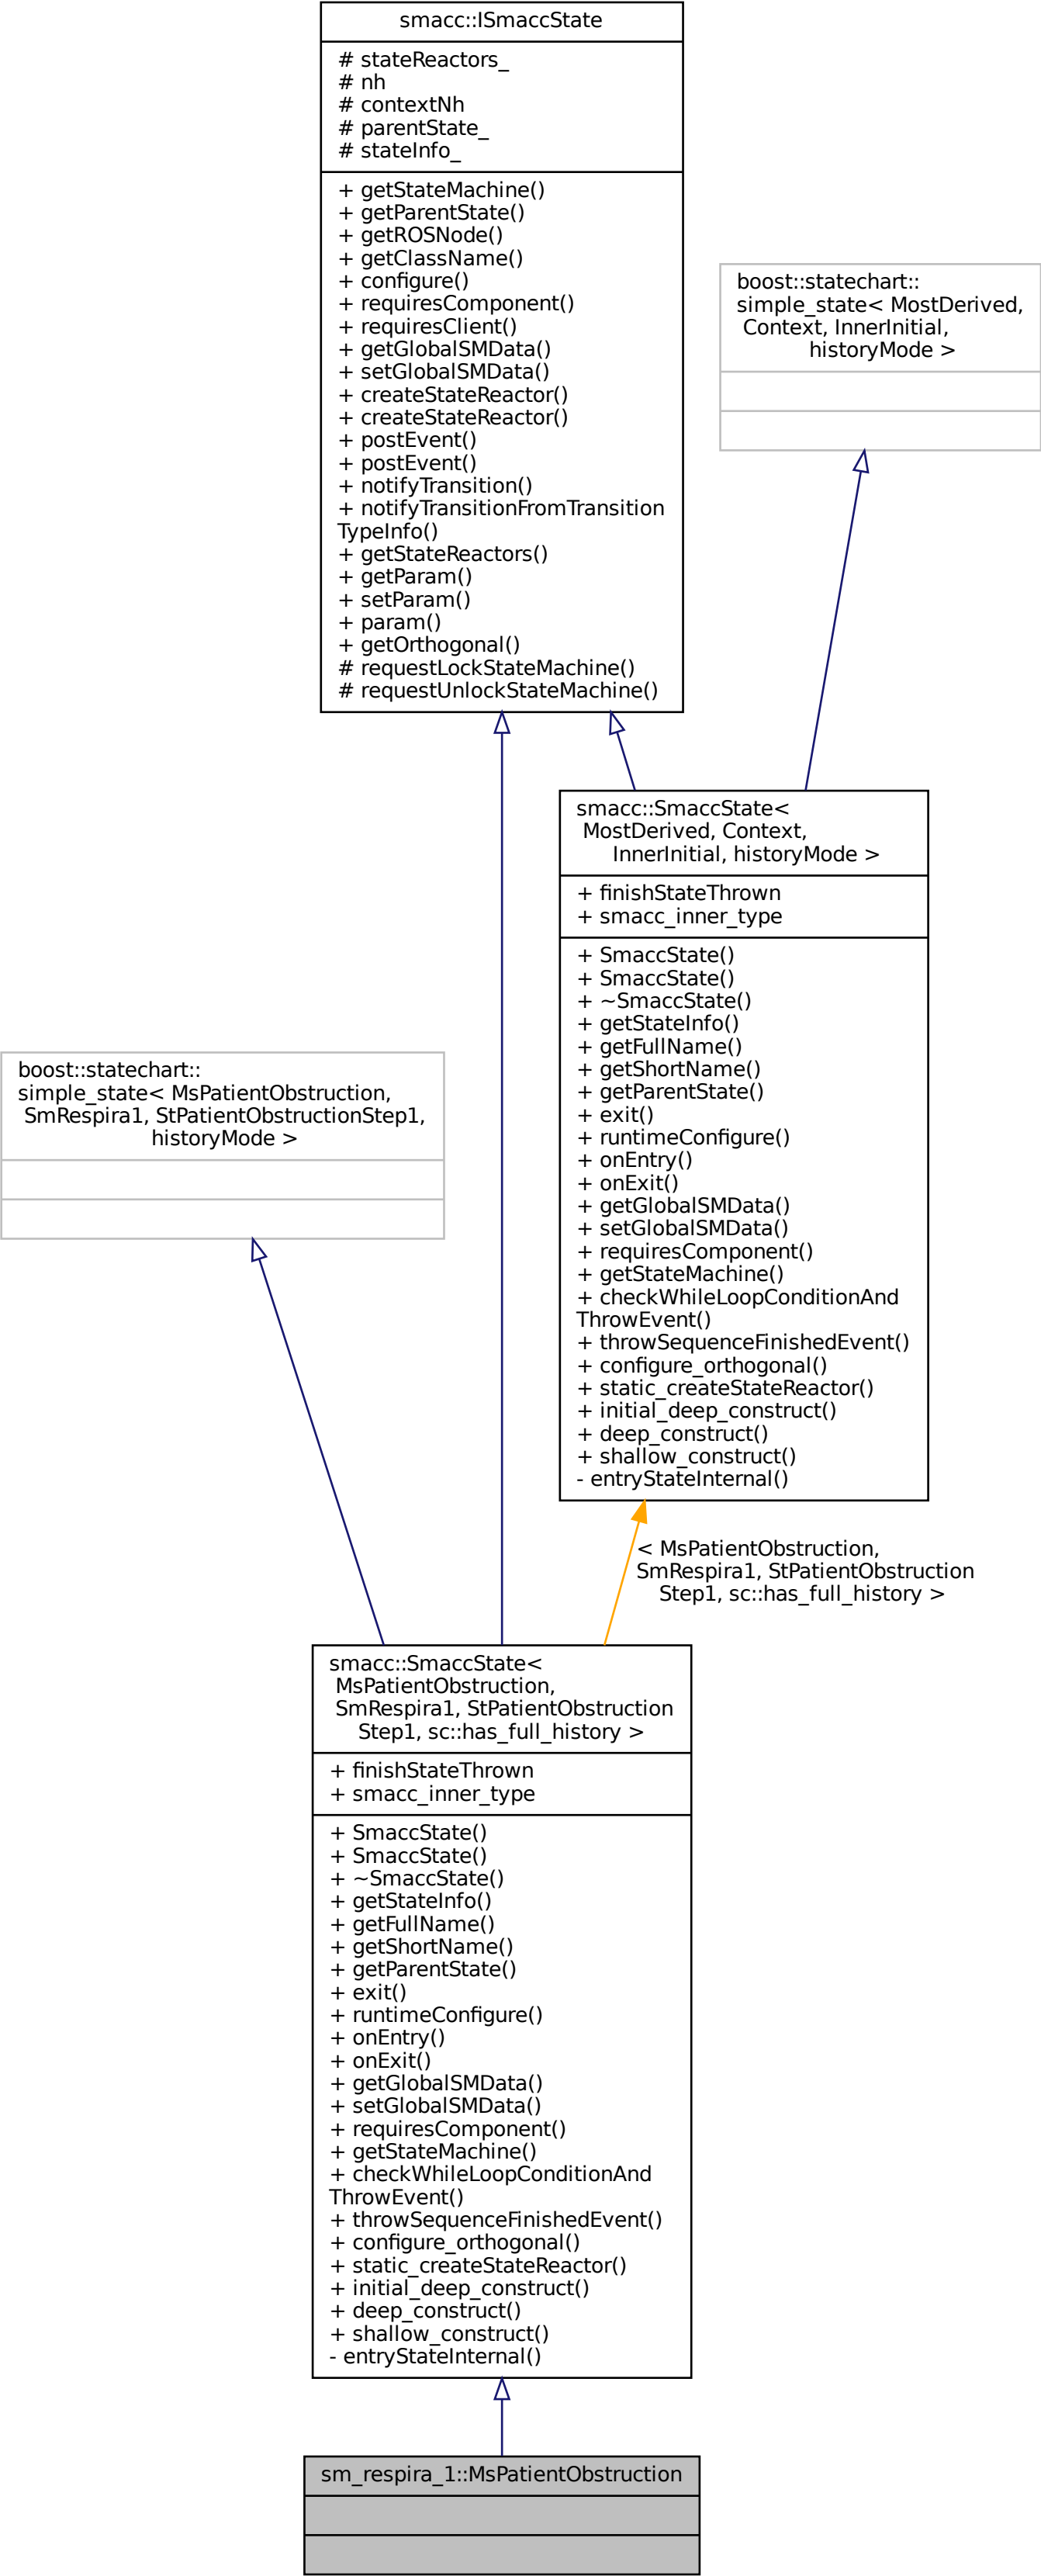 smacc::ISmaccState
# stateReactors_
# nh
# contextNh
# parentState_
# stateInfo_
+ getStateMachine()
+ getParentState()
+ getROSNode()
+ getClassName()
+ configure()
+ requiresComponent()
+ requiresClient()
+ getGlobalSMData()
+ setGlobalSMData()
+ createStateReactor()
+ createStateReactor()
+ postEvent()
+ postEvent()
+ notifyTransition()
+ notifyTransitionFromTransition
TypeInfo()
+ getStateReactors()
+ getParam()
+ setParam()
+ param()
+ getOrthogonal()
# requestLockStateMachine()
# requestUnlockStateMachine()
boost::statechart::
simple_state< MostDerived,
Context, InnerInitial,
historyMode >
smacc::SmaccState<
MostDerived, Context,
InnerInitial, historyMode >
+ finishStateThrown
+ smacc_inner_type
+ SmaccState()
+ SmaccState()
+ ~SmaccState()
+ getStateInfo()
+ getFullName()
+ getShortName()
+ getParentState()
+ exit()
+ runtimeConfigure()
+ onEntry()
+ onExit()
+ getGlobalSMData()
+ setGlobalSMData()
+ requiresComponent()
+ getStateMachine()
+ checkWhileLoopConditionAnd
ThrowEvent()
+ throwSequenceFinishedEvent()
+ configure_orthogonal()
+ static_createStateReactor()
+ initial_deep_construct()
+ deep_construct()
+ shallow_construct()
- entryStateInternal()
boost::statechart::
simple_state< MsPatientObstruction,
SmRespira1, StPatientObstructionStep1,
historyMode >
< MsPatientObstruction,
SmRespira1, StPatientObstruction
Step1, sc::has_full_history >
smacc::SmaccState<
MsPatientObstruction,
SmRespira1, StPatientObstruction
Step1, sc::has_full_history >
+ finishStateThrown
+ smacc_inner_type
+ SmaccState()
+ SmaccState()
+ ~SmaccState()
+ getStateInfo()
+ getFullName()
+ getShortName()
+ getParentState()
+ exit()
+ runtimeConfigure()
+ onEntry()
+ onExit()
+ getGlobalSMData()
+ setGlobalSMData()
+ requiresComponent()
+ getStateMachine()
+ checkWhileLoopConditionAnd
ThrowEvent()
+ throwSequenceFinishedEvent()
+ configure_orthogonal()
+ static_createStateReactor()
+ initial_deep_construct()
+ deep_construct()
+ shallow_construct()
- entryStateInternal()
sm_respira_1::MsPatientObstruction